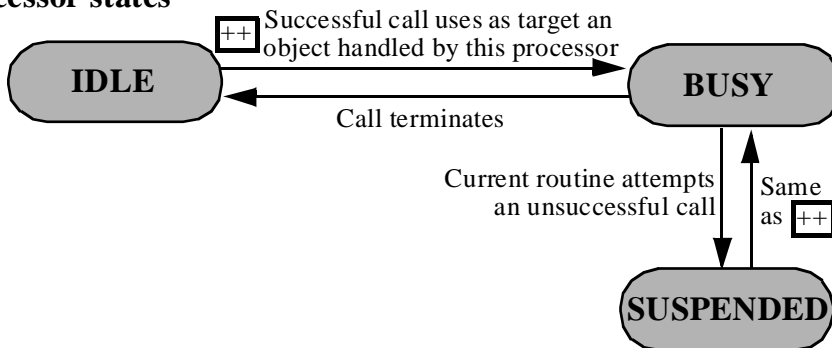 states
++ Successful call uses as target an
object handled by this processor
IDLE
BUSY
Call terminates
Current routine attempts
an unsuccessful call
Same
as ++
SUSPENDED